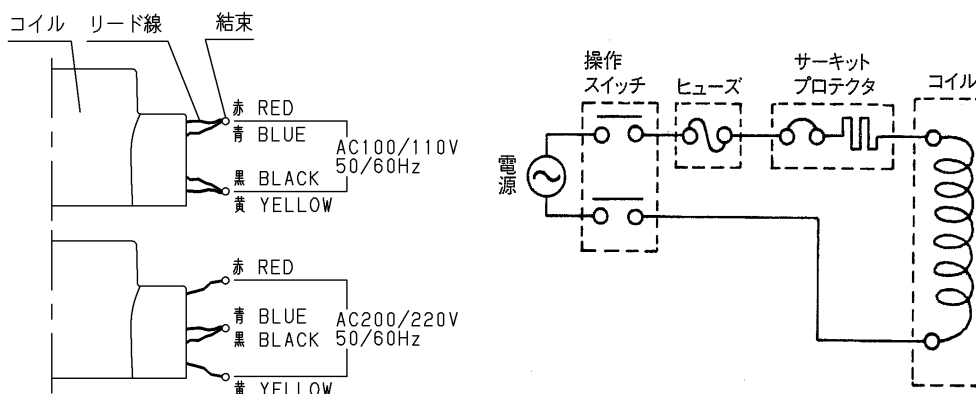 コイル リード線 結束
赤 RED
青 BLUE
AC100/110V
50/60Hz
黒 BLACK
黄 YELLOW
赤 RED
青 BLUE
黒 BLACK
AC200/220V
50/60Hz
黄 YELLOW
操作
スイッチ
ヒューズ
サーキット
プロテクタ
コイル
電源